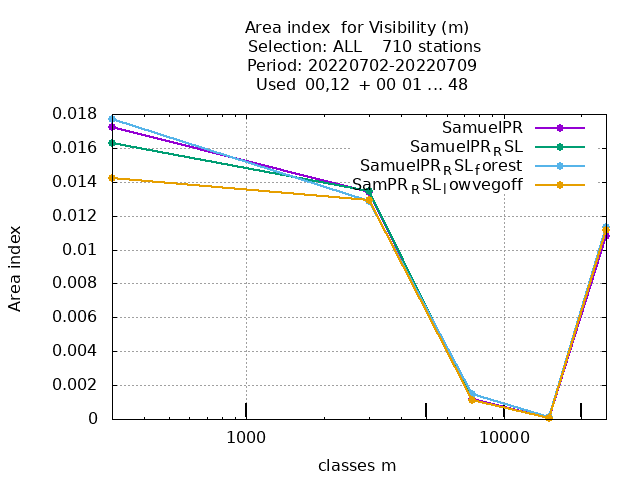 Area index  for Visibility (m)
Selection: ALL    710 stations
Period: 20220702-20220709
Used  00,12  + 00 01 ... 48
SamuelPR
SamuelPR_RSL
SamuelPR_RSL_forest
SamPR_RSL_lowvegoff
0.018
0.016
0.014
0.012
0.01
0.008
0.006
0.004
0.002
0
Area index
1000
10000
classes m